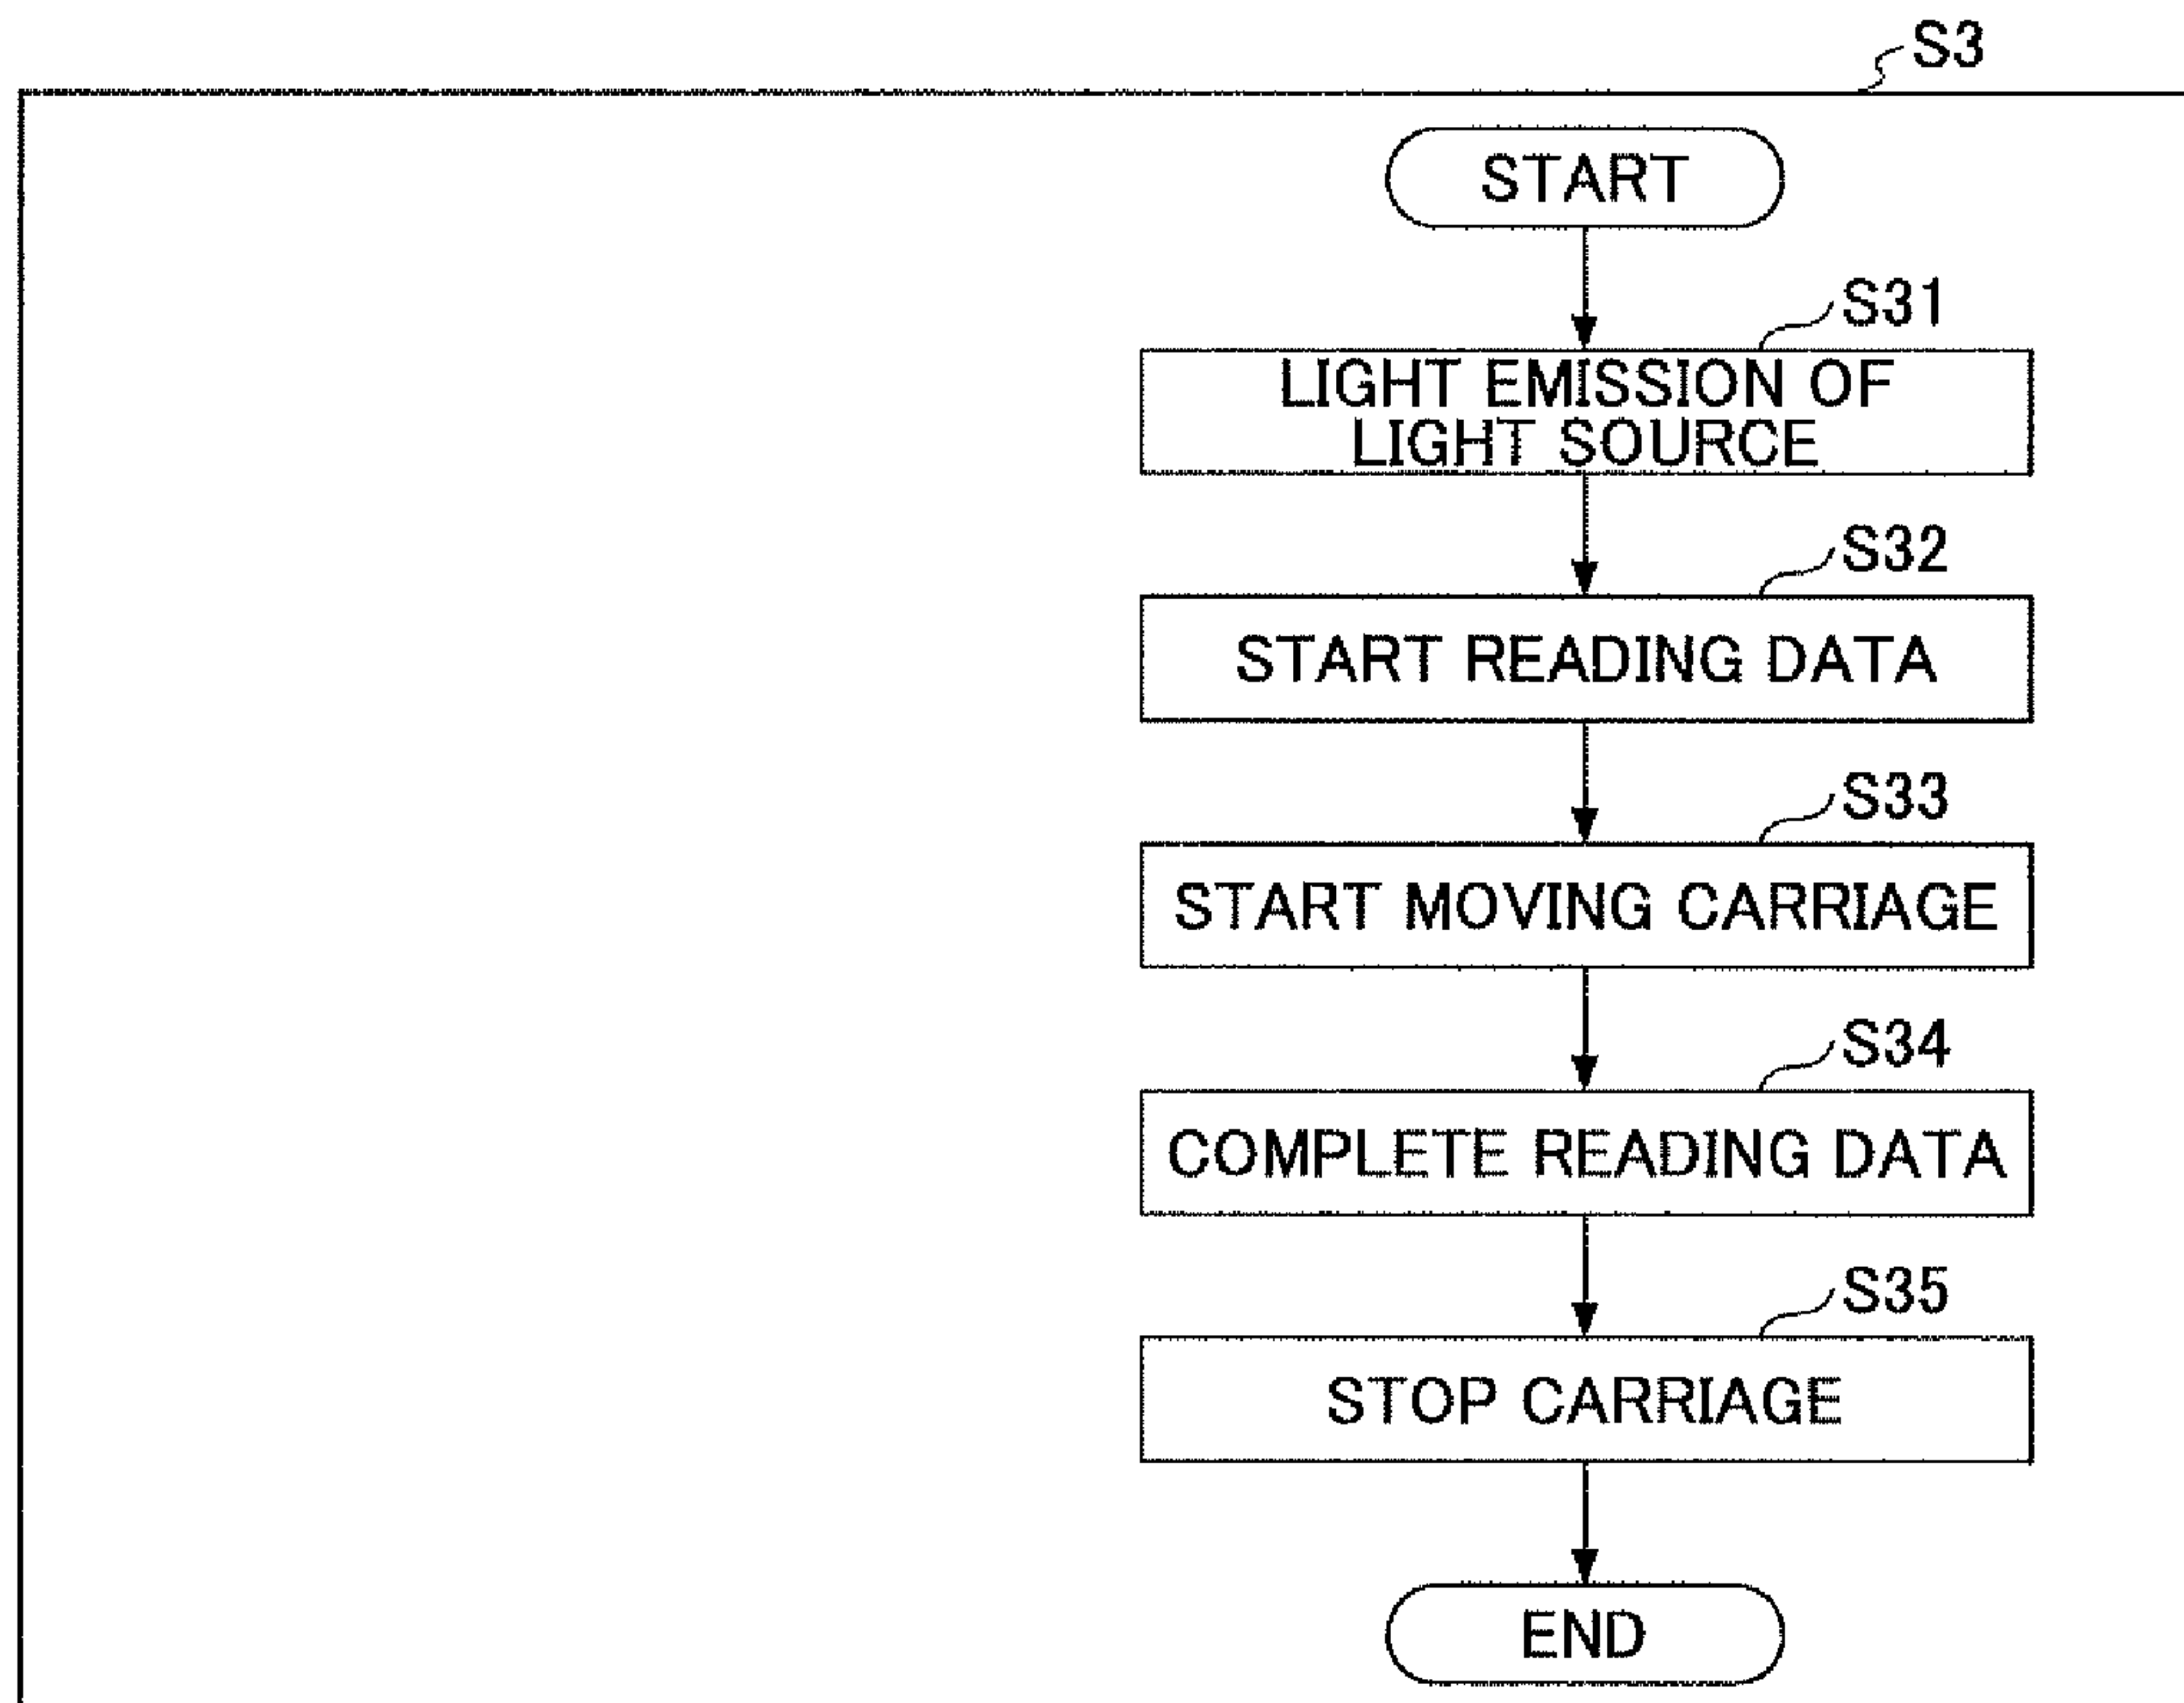 S3
START
S31
LIGHT EMISSION OF
LIGHT SOURCE
S32
START READING DATA
S33
START MOVING CARRIAGE
S34
COMPLETE READING DATA
S35
STOP CARRIAGE
END